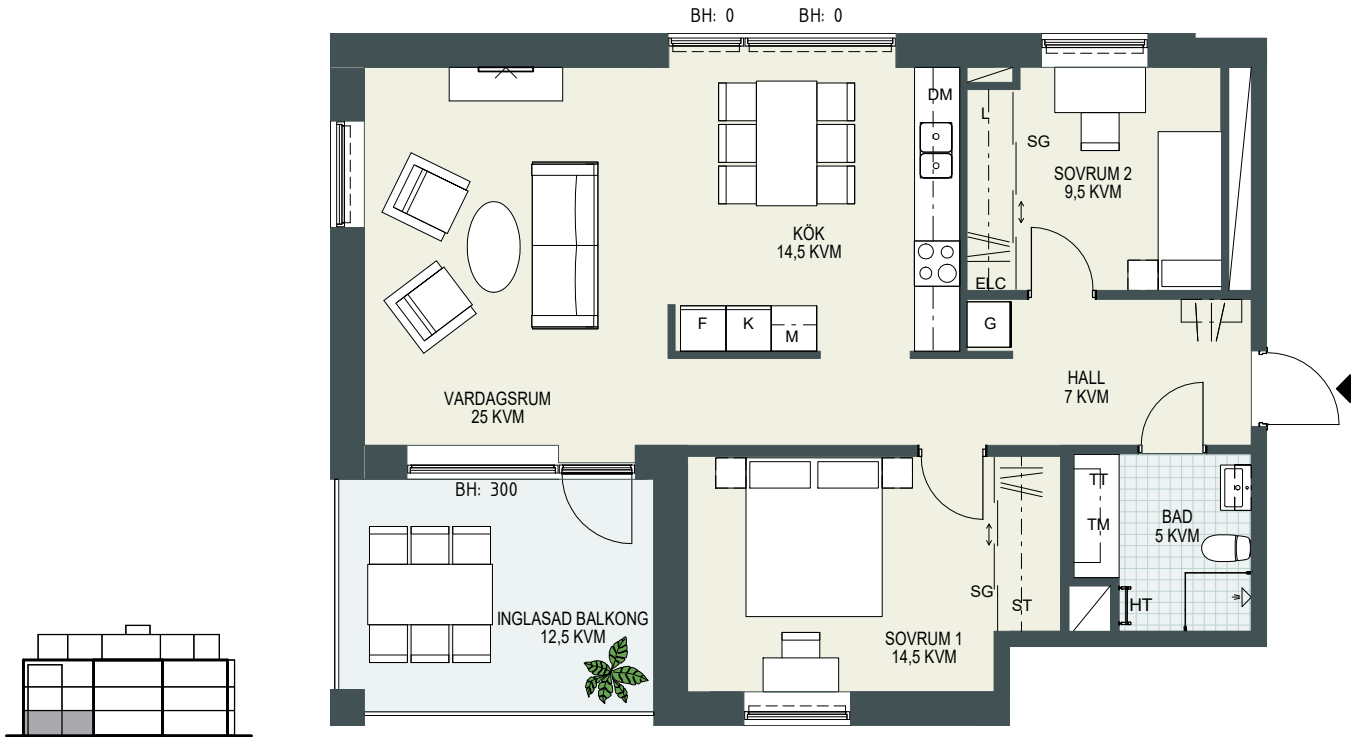 BH: 0
BH: 0
DM
L
SG
SOVRUM 2
9,5 KVM
KÖK
14,5 KVM
ELC
F
K
M
G
HALL
7 KVM
VARDAGSRUM
25 KVM
BH: 300
TT
TM
BAD
5 KVM
INGLASAD BALKONG
12,5 KVM
SG
ST
HT
SOVRUM 1
14,5 KVM